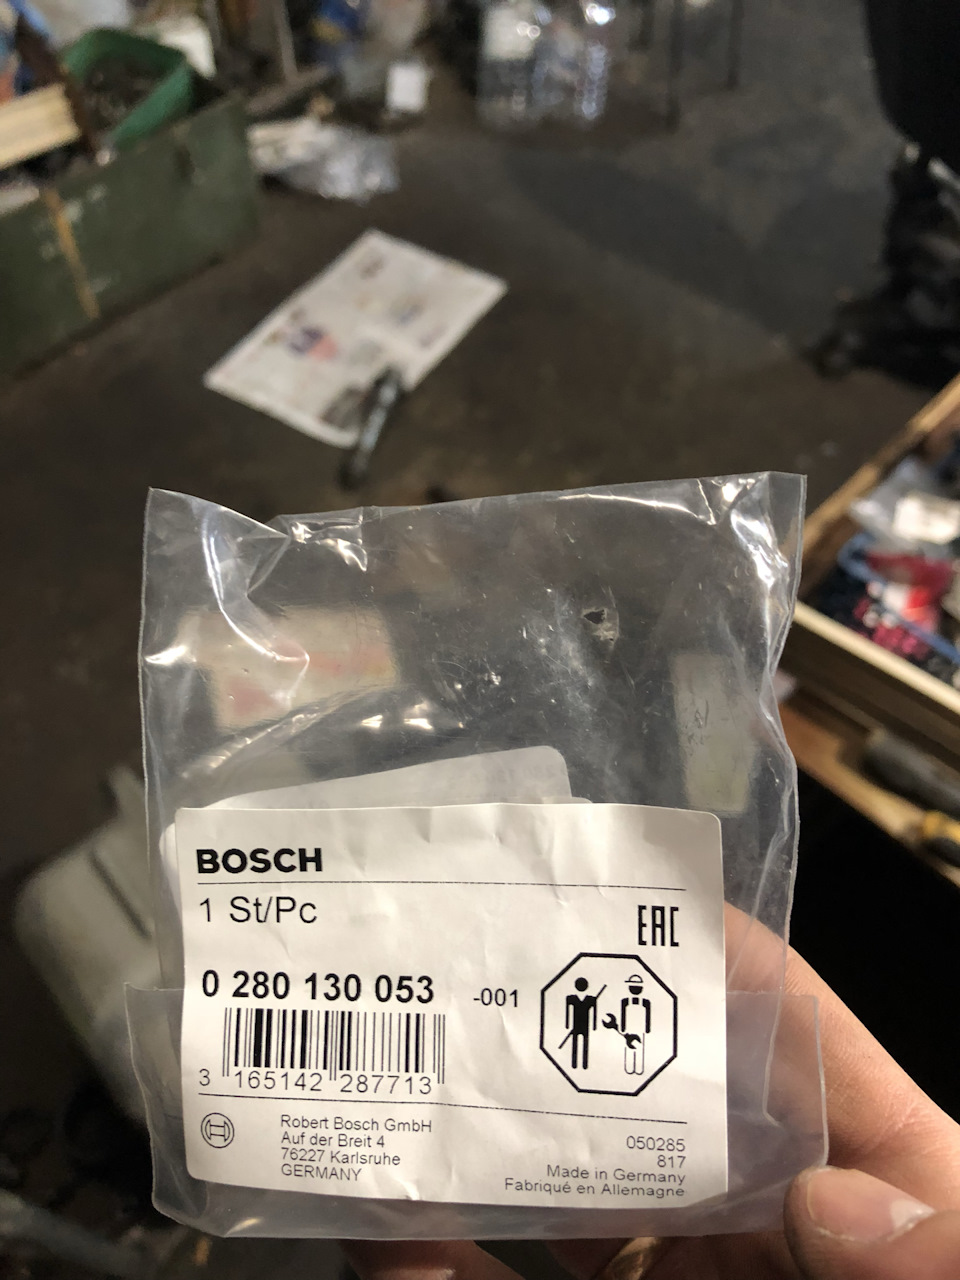 BOSCH
1 St/Pc
EAC
0 280 130 053 -001
3 165142 287713
Robert Bosch GmbH
Auf der Breit 4
76227 Karlsruhe
GERMANY
050285
817
Made in Germany
Fabriqué en Allemagne